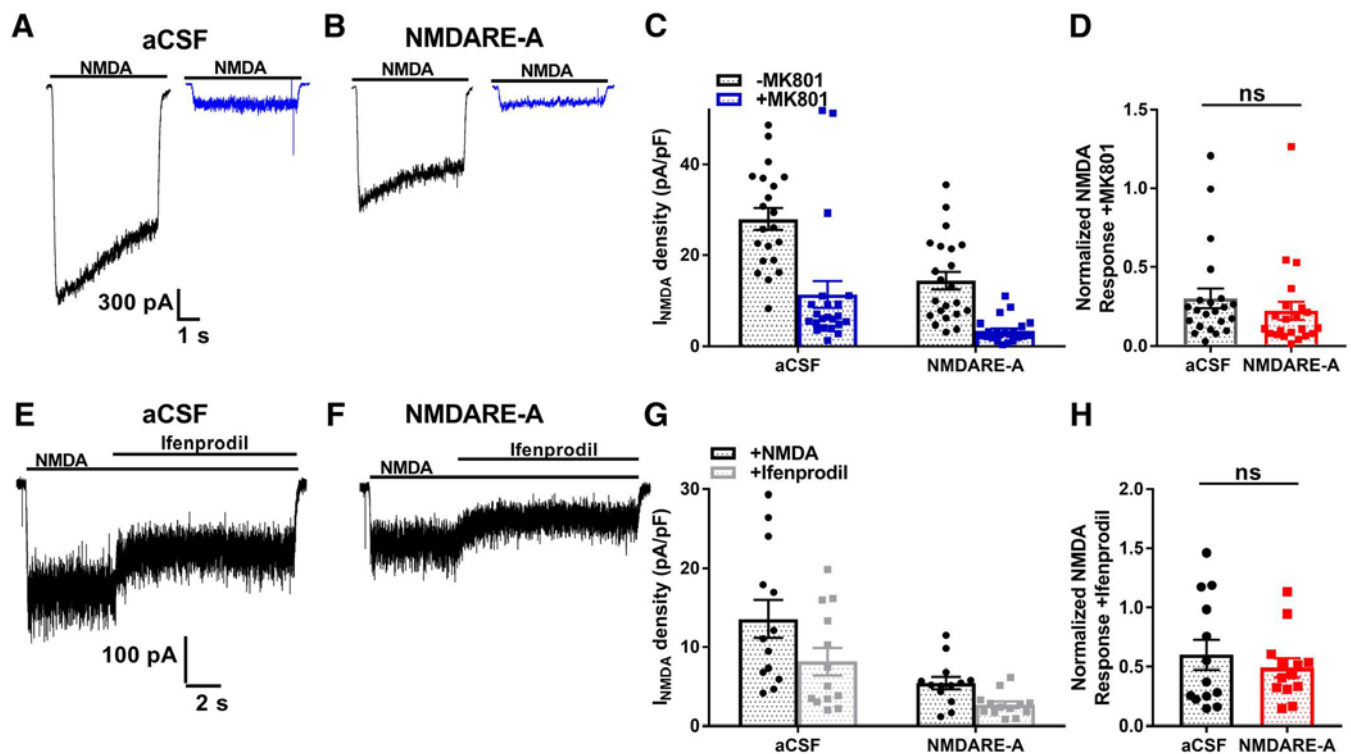 A
aCSF
NMDA
NMDA
300 pA
1 s
B
NMDARE-A
NMDA
NMDA
C
-MK801
+MK801
INMDA density (pA/pF)
40
20
0
aCSF
NMDARE-A
D
ns
Normalized NMDA
Response +MK801
1.5
1.0
0.5
0.0
aCSF
NMDARE-A
E
aCSF
Ifenprodil
NMDA
100 pA
2 s
F
NMDARE-A
Ifenprodil
NMDA
G
+NMDA
+Ifenprodil
INMDA density (pA/pF)
30
20
10
0
aCSF
NMDARE-A
H
ns
Normalized NMDA
Response +Ifenprodil
2.0
1.5
1.0
0.5
0.0
aCSF
NMDARE-A